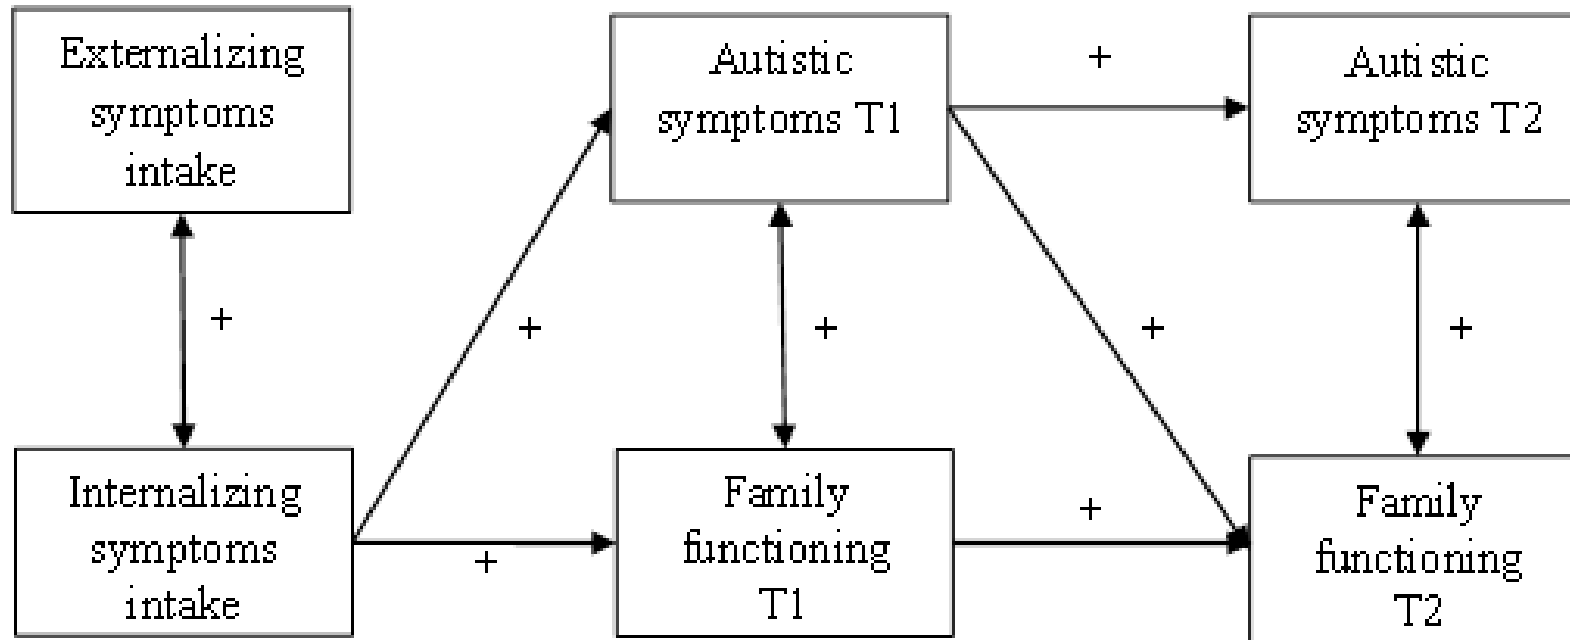 Externalizing
symptoms
intake
Autistic
symptoms T1
+
Autistic
symptoms T2
+
+
+
+
+
Internalizing
symptoms
intake
+
Family
functioning
T1
+
Family
functioning
T2